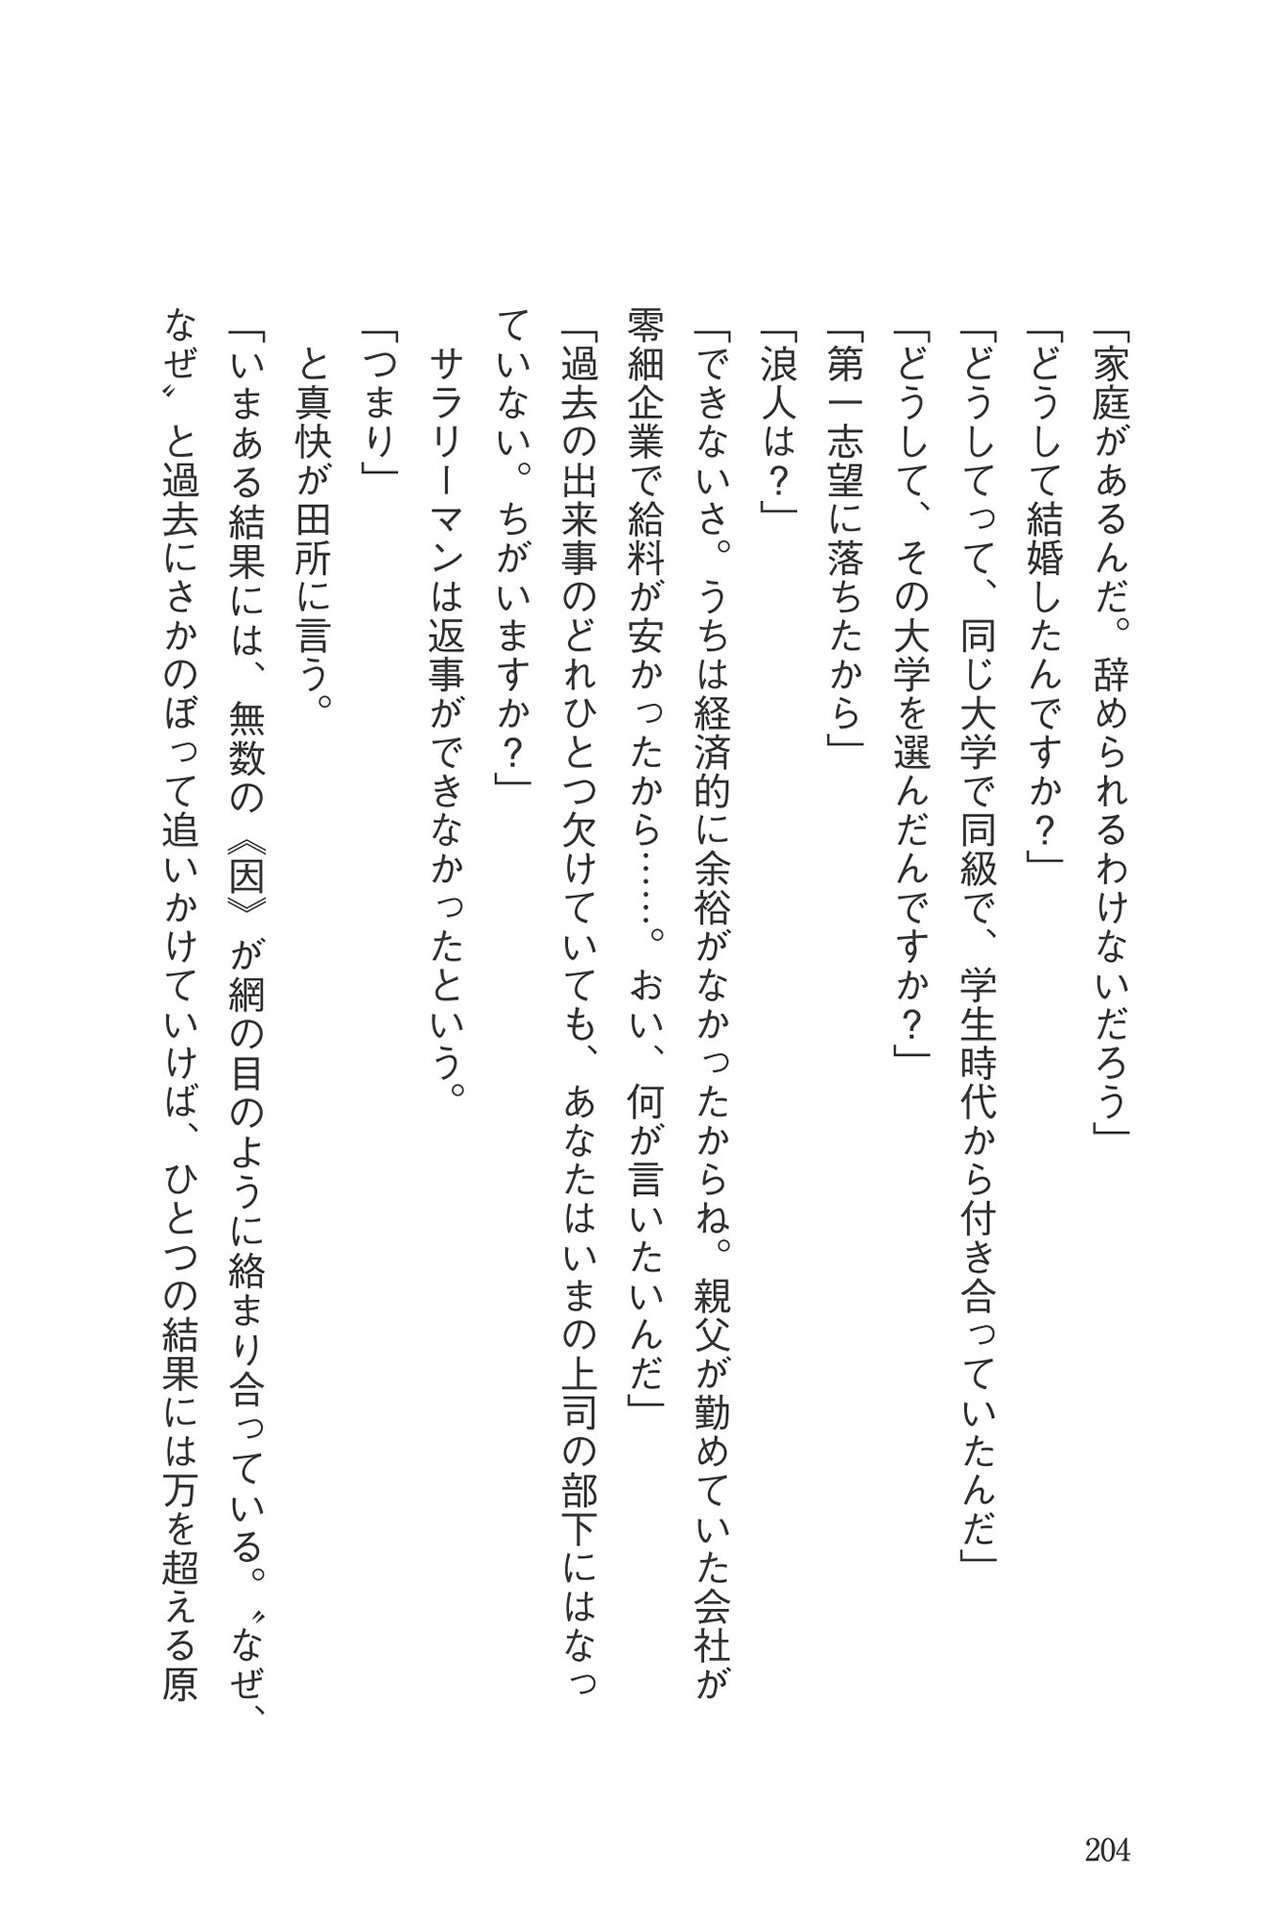 「家庭があるんだ。辞められるわけないだろう」
「どうして結婚したんですか？」
「どうしてって、同じ大学で同級で、学生時代から付き合っていたんだ」
「どうして、その大学を選んだんですか？」
「第一志望に落ちたから」
「浪人は？」
「できないさ。うちは経済的に余裕がなかったからね。親父が勤めていた会社が
零細企業で給料が安かったから……。おい、何が言いたいんだ」
「過去の出来事のどれひとつ欠けていても、あなたはいまの上司の部下にはなっ
ていない。ちがいますか？」
　サラリーマンは返事ができなかったという。
「つまり」
　と真快が田所に言う。
「いまある結果には、無数の《因》が網の目のように絡まり合っている。〝なぜ、
なぜ〟と過去にさかのぼって追いかけていけば、ひとつの結果には万を超える原
204